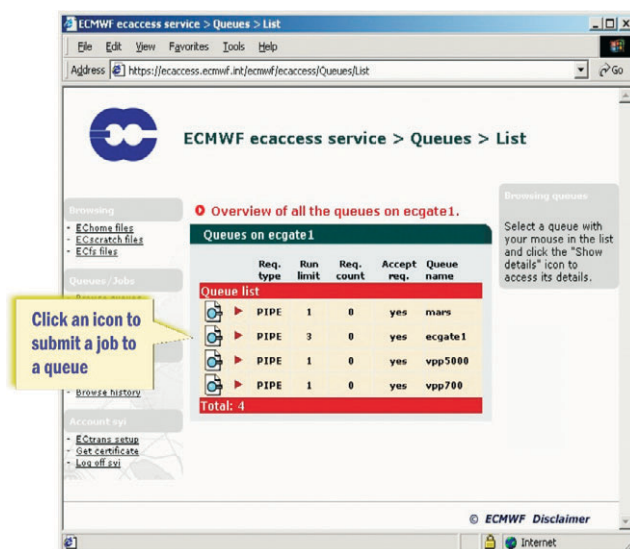 ECMWF ecaccess service > Queues > List
File Edit View Favorites Tools Help
Address https://ecaccess.ecmwf.int/ecmwf/ecaccess/Queues/List Go
ECMWF ecaccess service > Queues > List
Browsing
- EChome files
- ECscratch files
- ECfs files
Queues/Jobs
Click an icon to
submit a job to
a queue
- Browse history
Account syi
- ECtrans setup
- Get certificate
- Log off syi
Overview of all the queues on ecgate1.
Queues on ecgate1
Req. type Run limit Req. count Accept req. Queue name
Queue list
PIPE 1 0 yes mars
PIPE 3 0 yes ecgate1
PIPE 1 0 yes vpp5000
PIPE 1 0 yes vpp700
Total: 4
Browsing queues
Select a queue with
your mouse in the list
and click the "Show
details" icon to
access its details.
© ECMWF Disclaimer
Internet